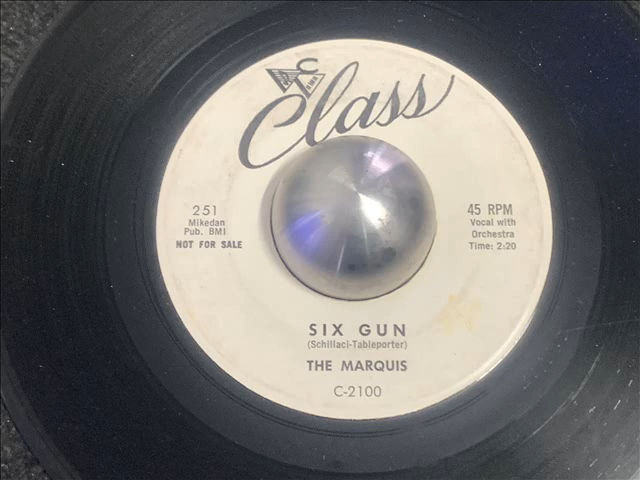 Class
251
Mikedan
Pub. BMI
NOT FOR SALE
45 RPM
Vocal with
Orchestra
Time: 2:20
SIX GUN
(Schillaci-Tableporter)
THE MARQUIS
C-2100